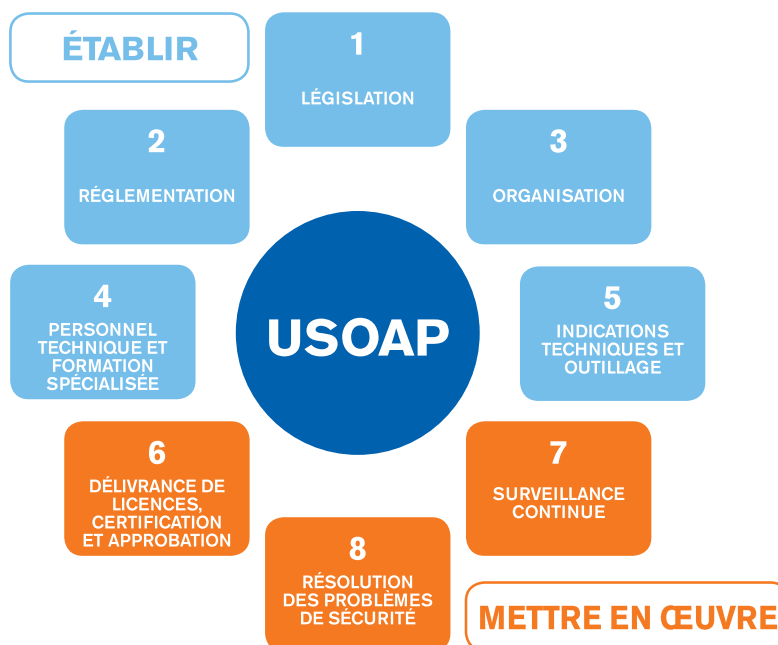 ÉTABLIR
1
LÉGISLATION
2
RÉGLEMENTATION
3
ORGANISATION
4
PERSONNEL
TECHNIQUE ET
FORMATION
SPÉCIALISÉE
USOAP
5
INDICATIONS
TECHNIQUES ET
OUTILLAGE
6
DÉLIVRANCE DE
LICENCES,
CERTIFICATION
ET APPROBATION
7
SURVEILLANCE
CONTINUE
8
RÉSOLUTION
DES PROBLÈMES
DE SÉCURITÉ
METTRE EN ŒUVRE